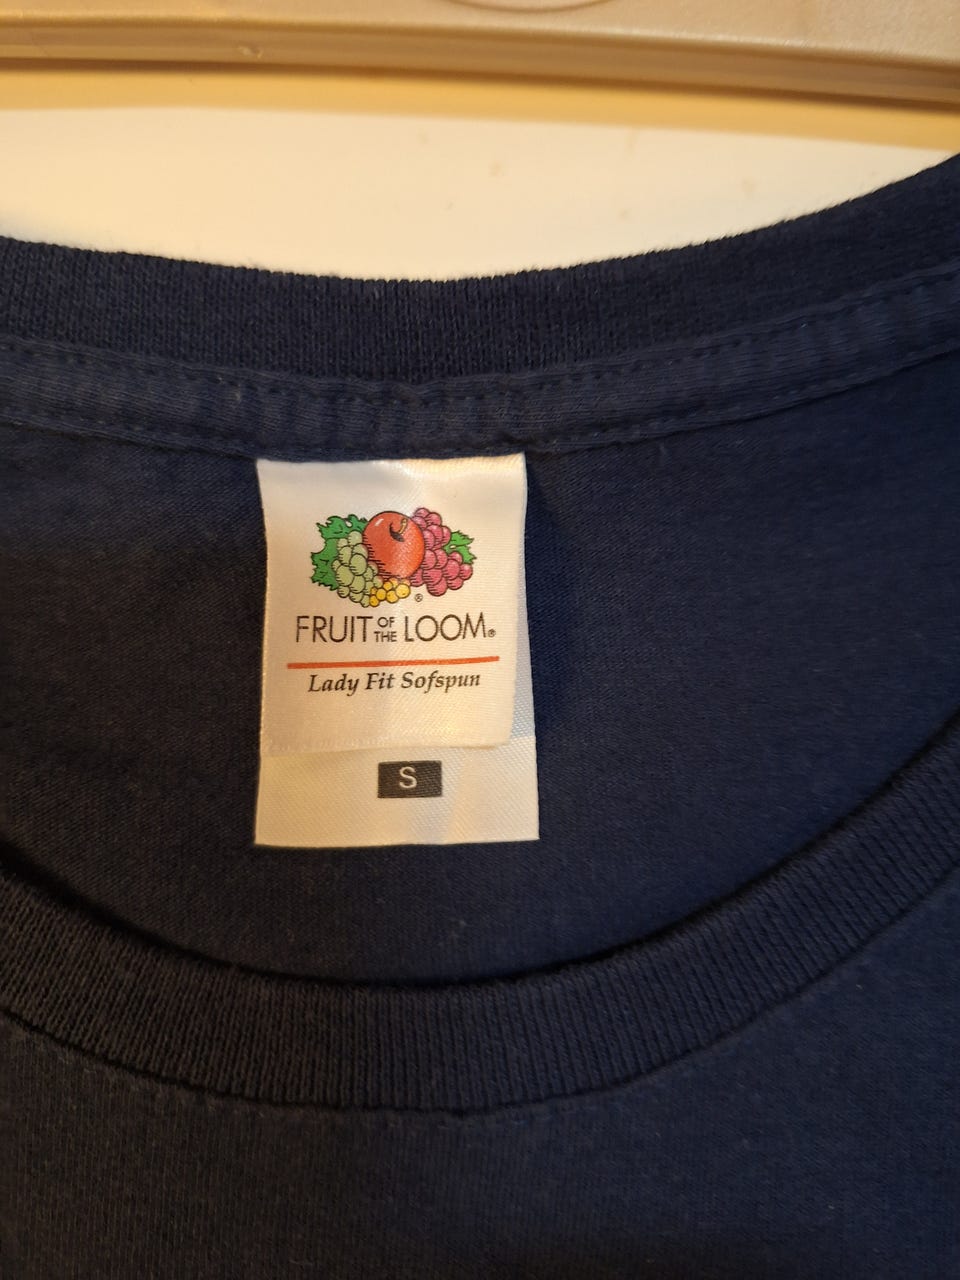 ®
FRUIT OF THE LOOM®
Lady Fit Sofspun
S